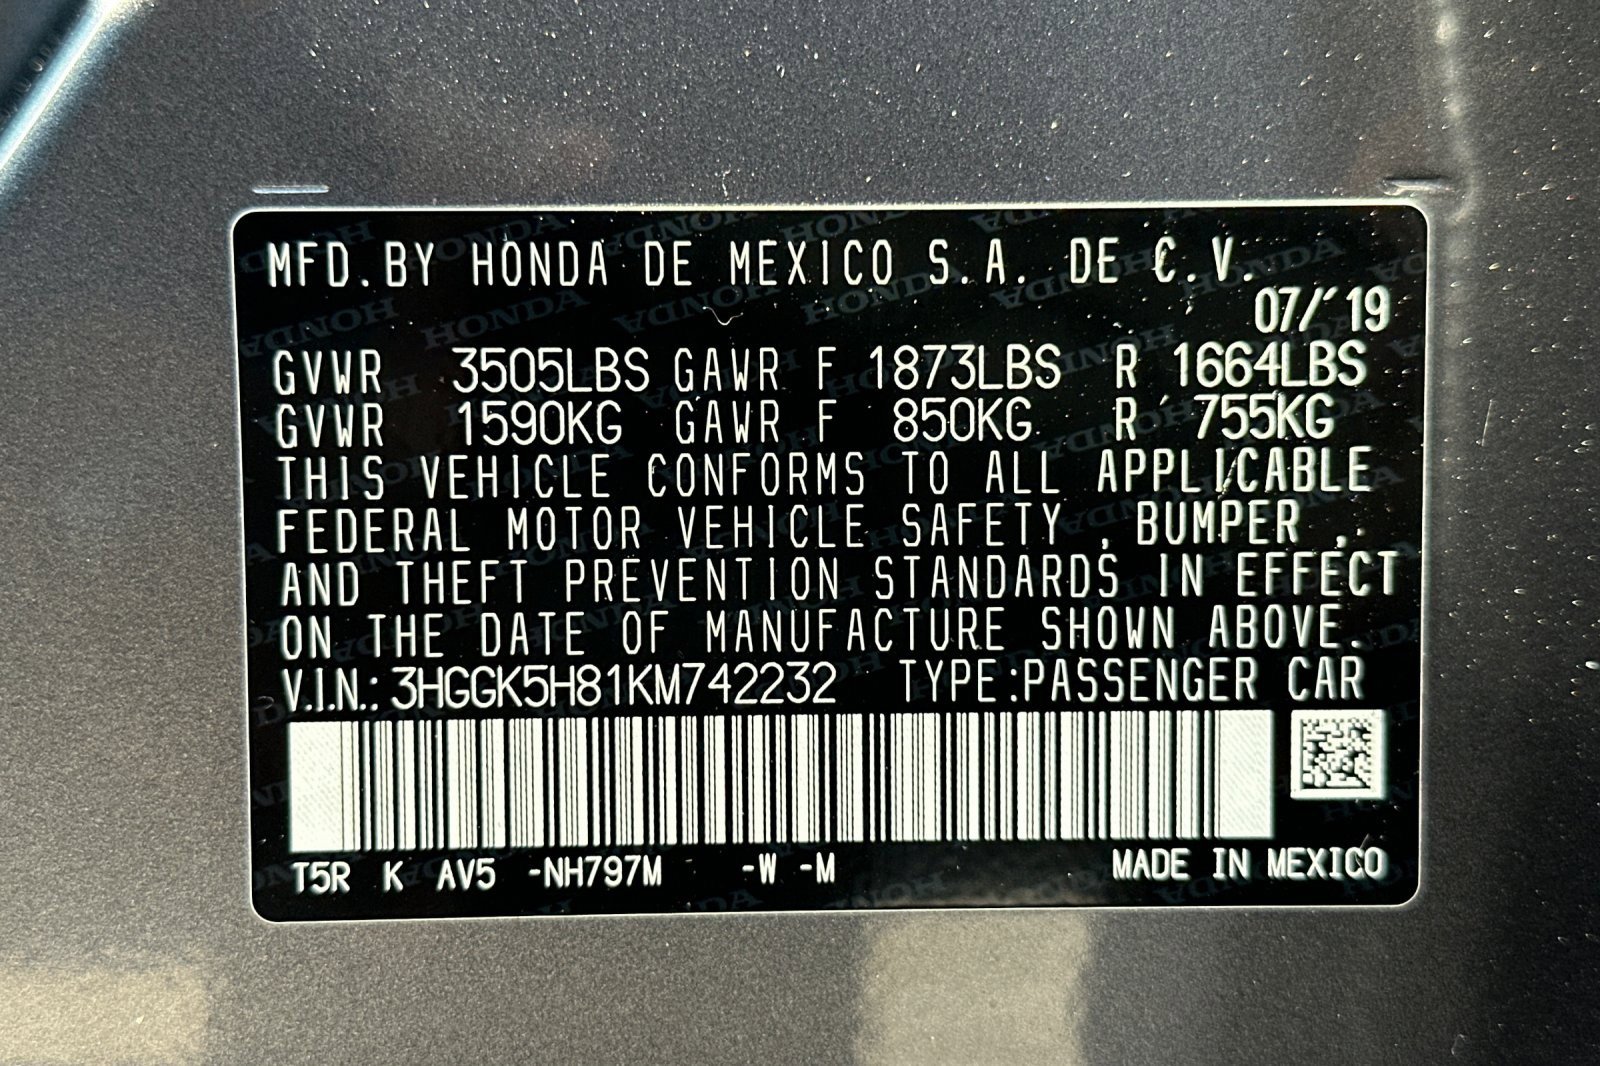 MFD. BY HONDA DE MEXICO S.A. DE C.V.
07/'19
GVWR 3505LBS GAWR F 1873LBS R 1664LBS
GVWR 1590KG GAWR F 850KG R 755KG
THIS VEHICLE CONFORMS TO ALL APPLICABLE
FEDERAL MOTOR VEHICLE SAFETY , BUMPER ,
AND THEFT PREVENTION STANDARDS IN EFFECT
ON THE DATE OF MANUFACTURE SHOWN ABOVE.
V.I.N.: 3HGGK5H81KM742232 TYPE:PASSENGER CAR
T5R K AV5 -NH797M -W -M MADE IN MEXICO